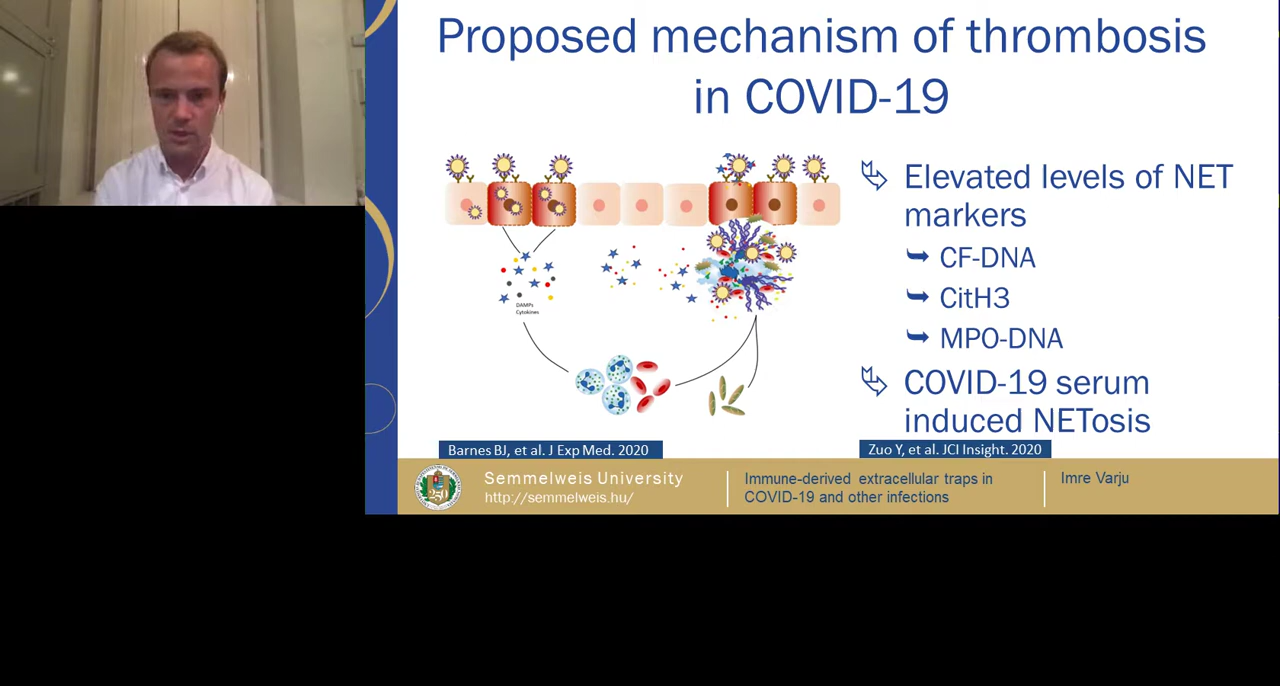 Proposed mechanism of thrombosis
in COVID-19
Elevated levels of NET
markers
CF-DNA
CitH3
MPO-DNA
COVID-19 serum
induced NETosis
DAMPs
Cytokines
Barnes BJ, et al. J Exp Med. 2020
Zuo Y, et al. JCI Insight. 2020
250
Semmelweis University
http://semmelweis.hu/
Immune-derived extracellular traps in
COVID-19 and other infections
Imre Varju